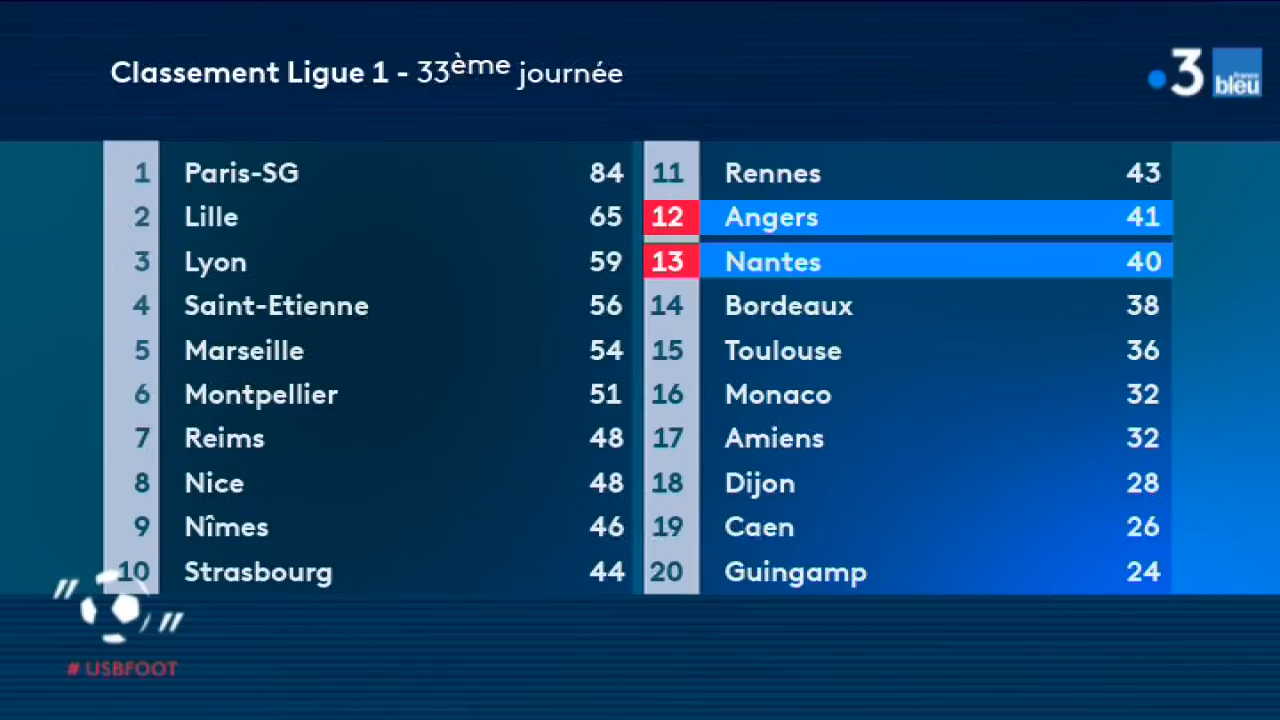 Classement Ligue 1 - 33ème journée
3
france
bleu
1 Paris-SG 84
2 Lille 65
3 Lyon 59
4 Saint-Etienne 56
5 Marseille 54
6 Montpellier 51
7 Reims 48
8 Nice 48
9 Nîmes 46
10 Strasbourg 44
11 Rennes 43
12 Angers 41
13 Nantes 40
14 Bordeaux 38
15 Toulouse 36
16 Monaco 32
17 Amiens 32
18 Dijon 28
19 Caen 26
20 Guingamp 24
# USBFOOT